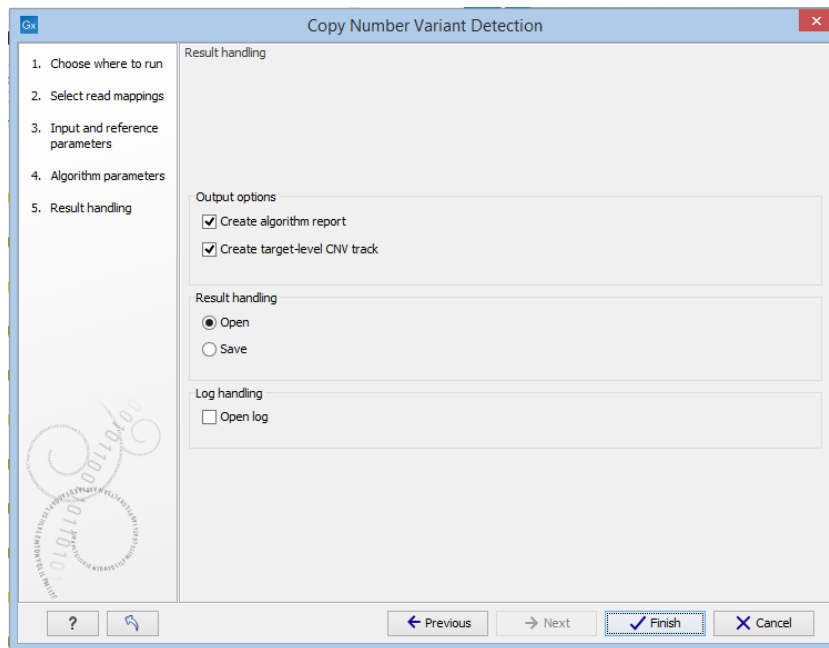 Gx
Copy Number Variant Detection
1. Choose where to run
2. Select read mappings
3. Input and reference
parameters
4. Algorithm parameters
5. Result handling
Result handling
Output options
Create algorithm report
Create target-level CNV track
Result handling
Open
Save
Log handling
Open log
?
Previous
Next
Finish
Cancel